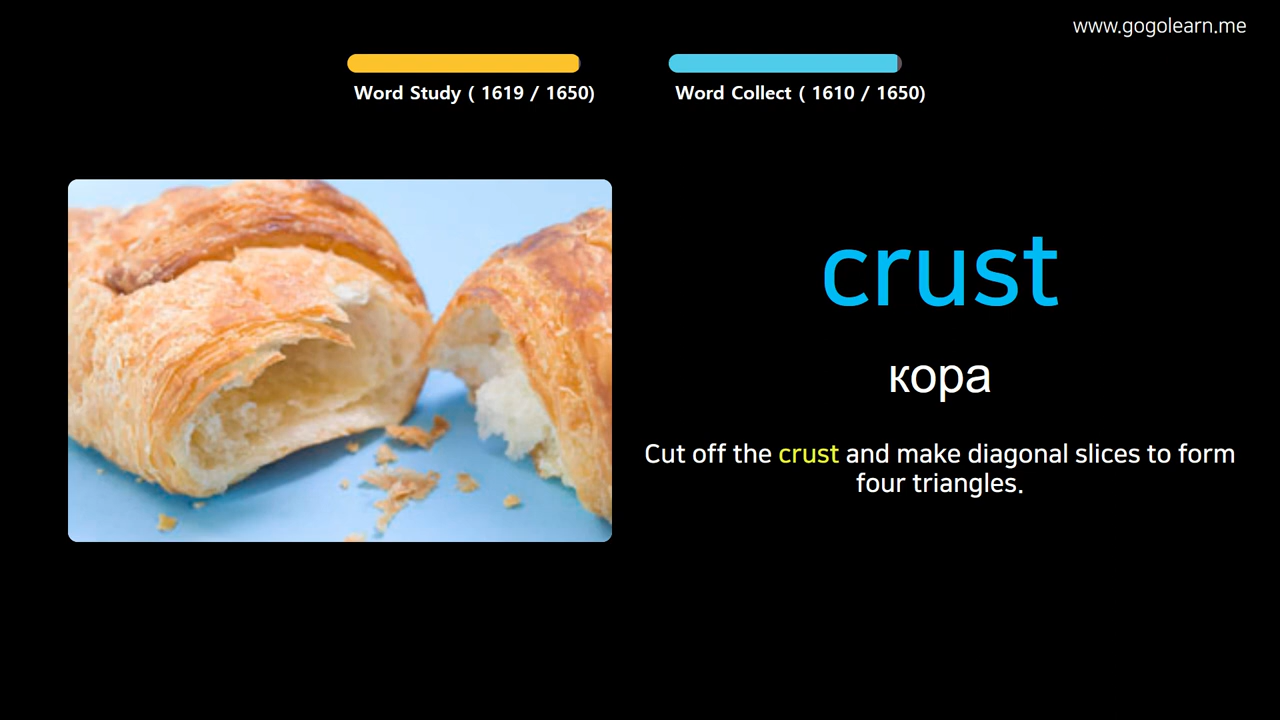 www.gogolearn.me
Word Study ( 1619 / 1650)
Word Collect ( 1610 / 1650)
crust
кора
Cut off the crust and make diagonal slices to form
four triangles.